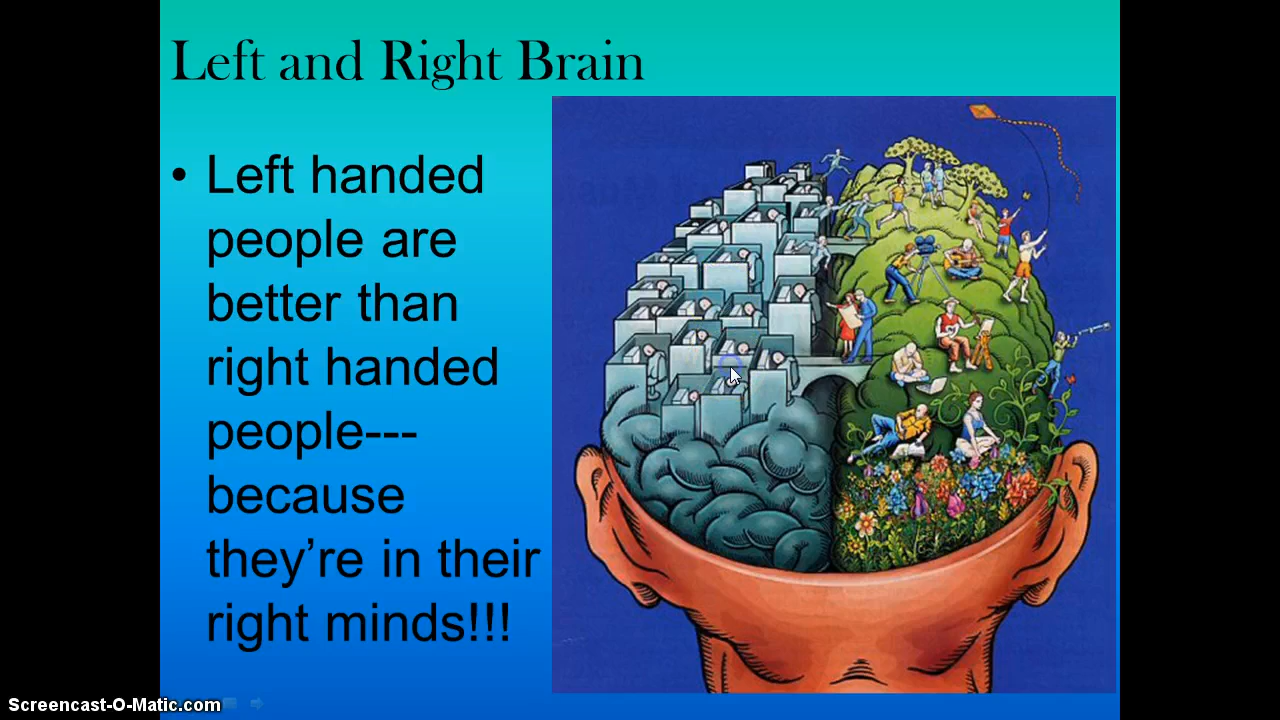 Left and Right Brain
• Left handed
people are
better than
right handed
people---
because
they’re in their
right minds!!!
Screencast-O-Matic.com